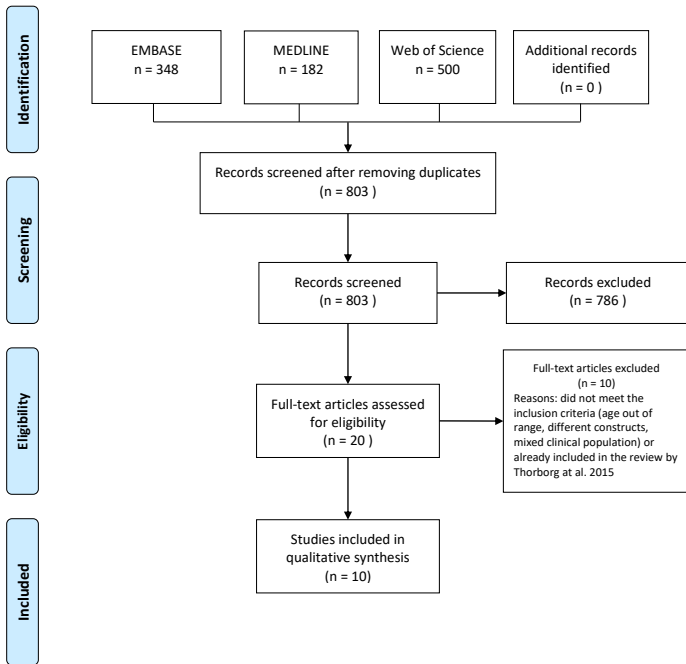 Identification
EMBASE
n = 348
MEDLINE
n = 182
Web of Science
n = 500
Additional records
identified
(n = 0 )
Records screened after removing duplicates
(n = 803 )
Screening
Records screened
(n = 803 )
Records excluded
(n = 786 )
Eligibility
Full-text articles assessed
for eligibility
(n = 20 )
Full-text articles excluded
(n = 10)
Reasons: did not meet the
inclusion criteria (age out of
range, different constructs,
mixed clinical population) or
already included in the review by
Thorborg at al. 2015
Included
Studies included in
qualitative synthesis
(n = 10)